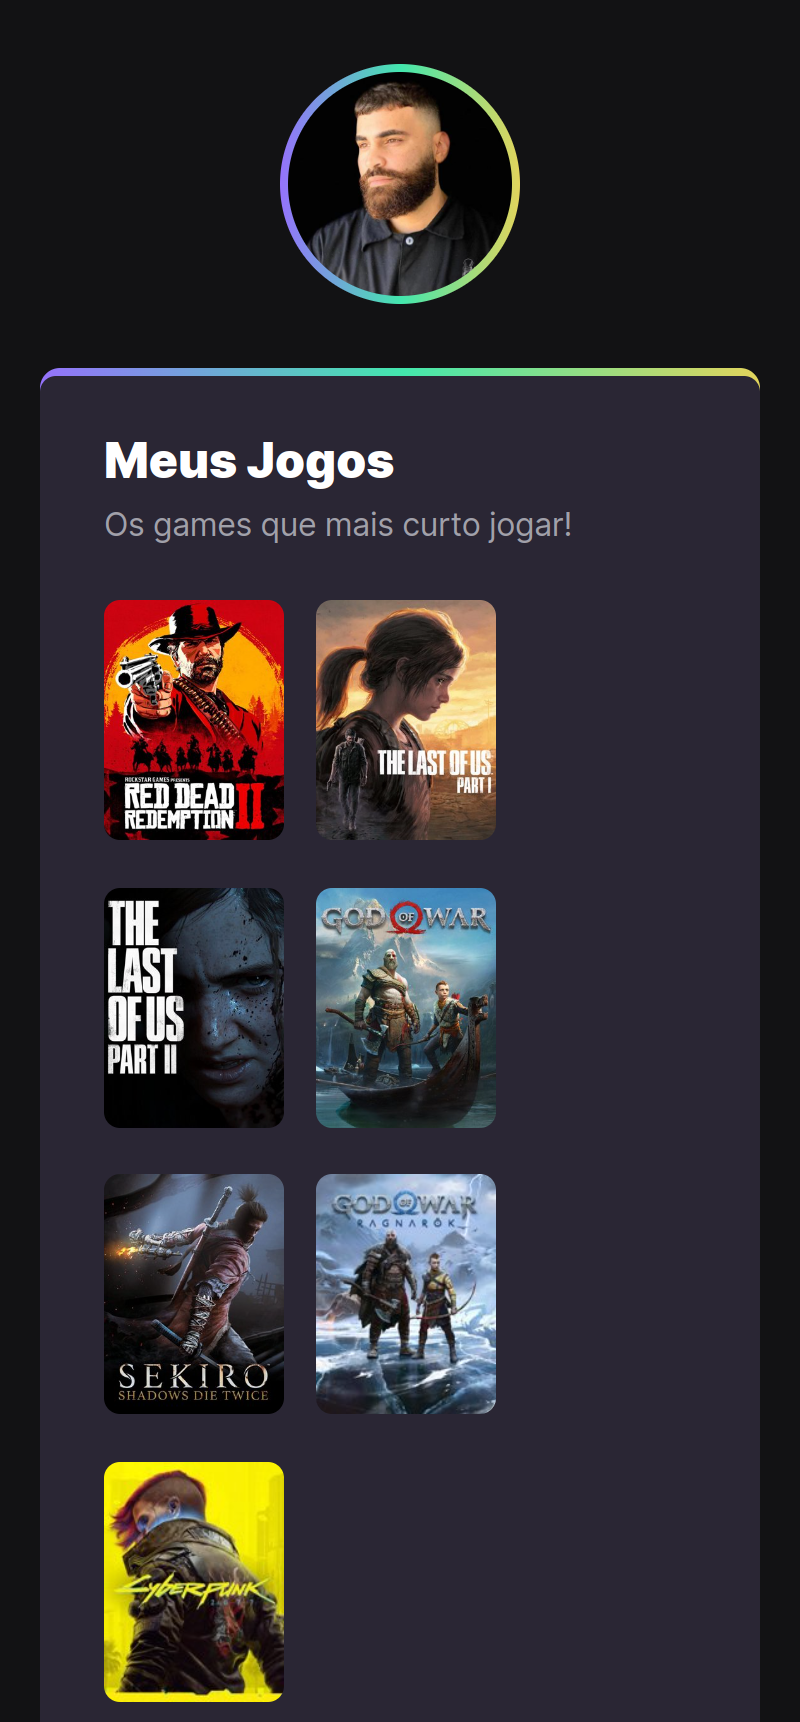 Meus Jogos
Os games que mais curto jogar!
ROCKSTAR GAMES PRESENTS
RED DEAD
REDEMPTION II
THE LAST OF US
PART I
THE
LAST
OF US
PART II
GOD OF WAR
SEKIRO
SHADOWS DIE TWICE
GOD OF WAR
RAGNARÖK
Cyberpunk